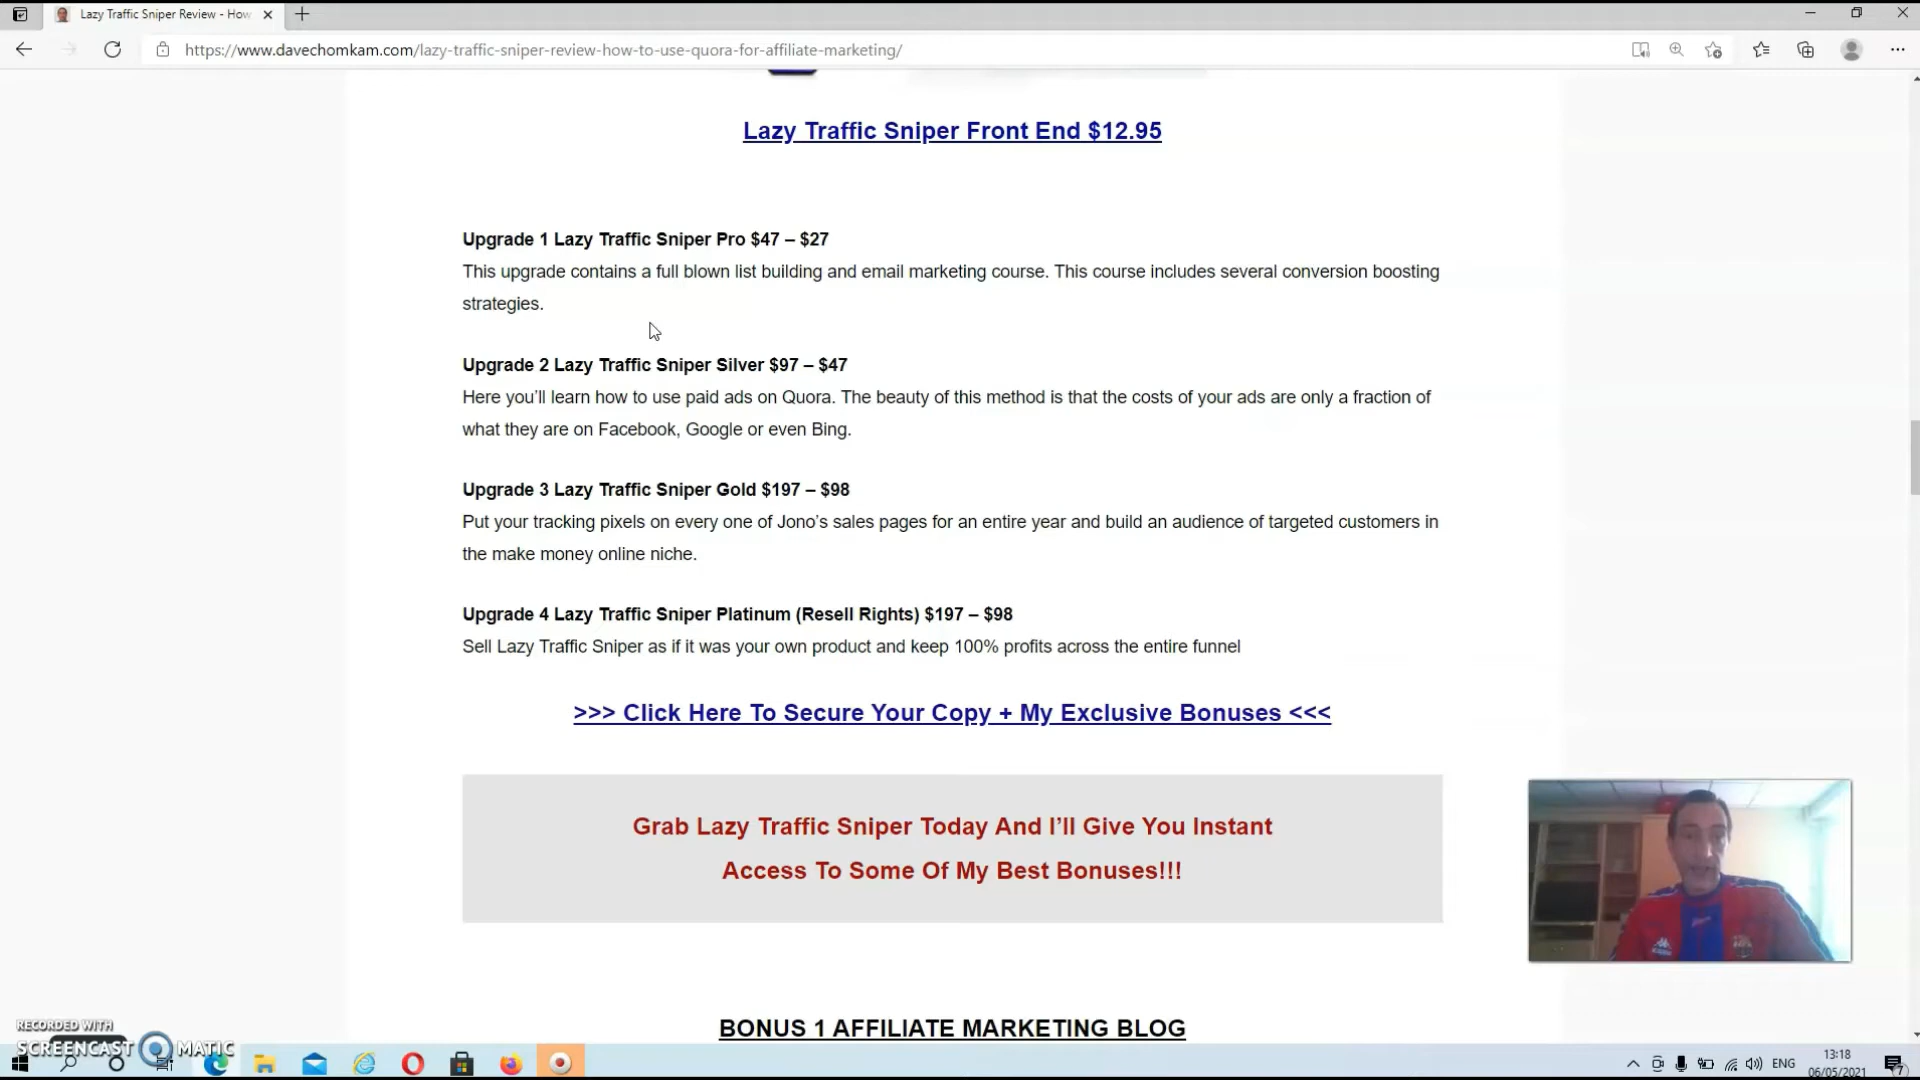 Lazy Traffic Sniper Review - How
https://www.davechomkam.com/lazy-traffic-sniper-review-how-to-use-quora-for-affiliate-marketing/
Lazy Traffic Sniper Front End $12.95
Upgrade 1 Lazy Traffic Sniper Pro $47 – $27
This upgrade contains a full blown list building and email marketing course. This course includes several conversion boosting
strategies.
Upgrade 2 Lazy Traffic Sniper Silver $97 – $47
Here you’ll learn how to use paid ads on Quora. The beauty of this method is that the costs of your ads are only a fraction of
what they are on Facebook, Google or even Bing.
Upgrade 3 Lazy Traffic Sniper Gold $197 – $98
Put your tracking pixels on every one of Jono’s sales pages for an entire year and build an audience of targeted customers in
the make money online niche.
Upgrade 4 Lazy Traffic Sniper Platinum (Resell Rights) $197 – $98
Sell Lazy Traffic Sniper as if it was your own product and keep 100% profits across the entire funnel
>>> Click Here To Secure Your Copy + My Exclusive Bonuses <<<
Grab Lazy Traffic Sniper Today And I’ll Give You Instant
Access To Some Of My Best Bonuses!!!
BONUS 1 AFFILIATE MARKETING BLOG
RECORDED WITH
SCREENCAST MATIC
ENG
13:18
06/05/2021
7